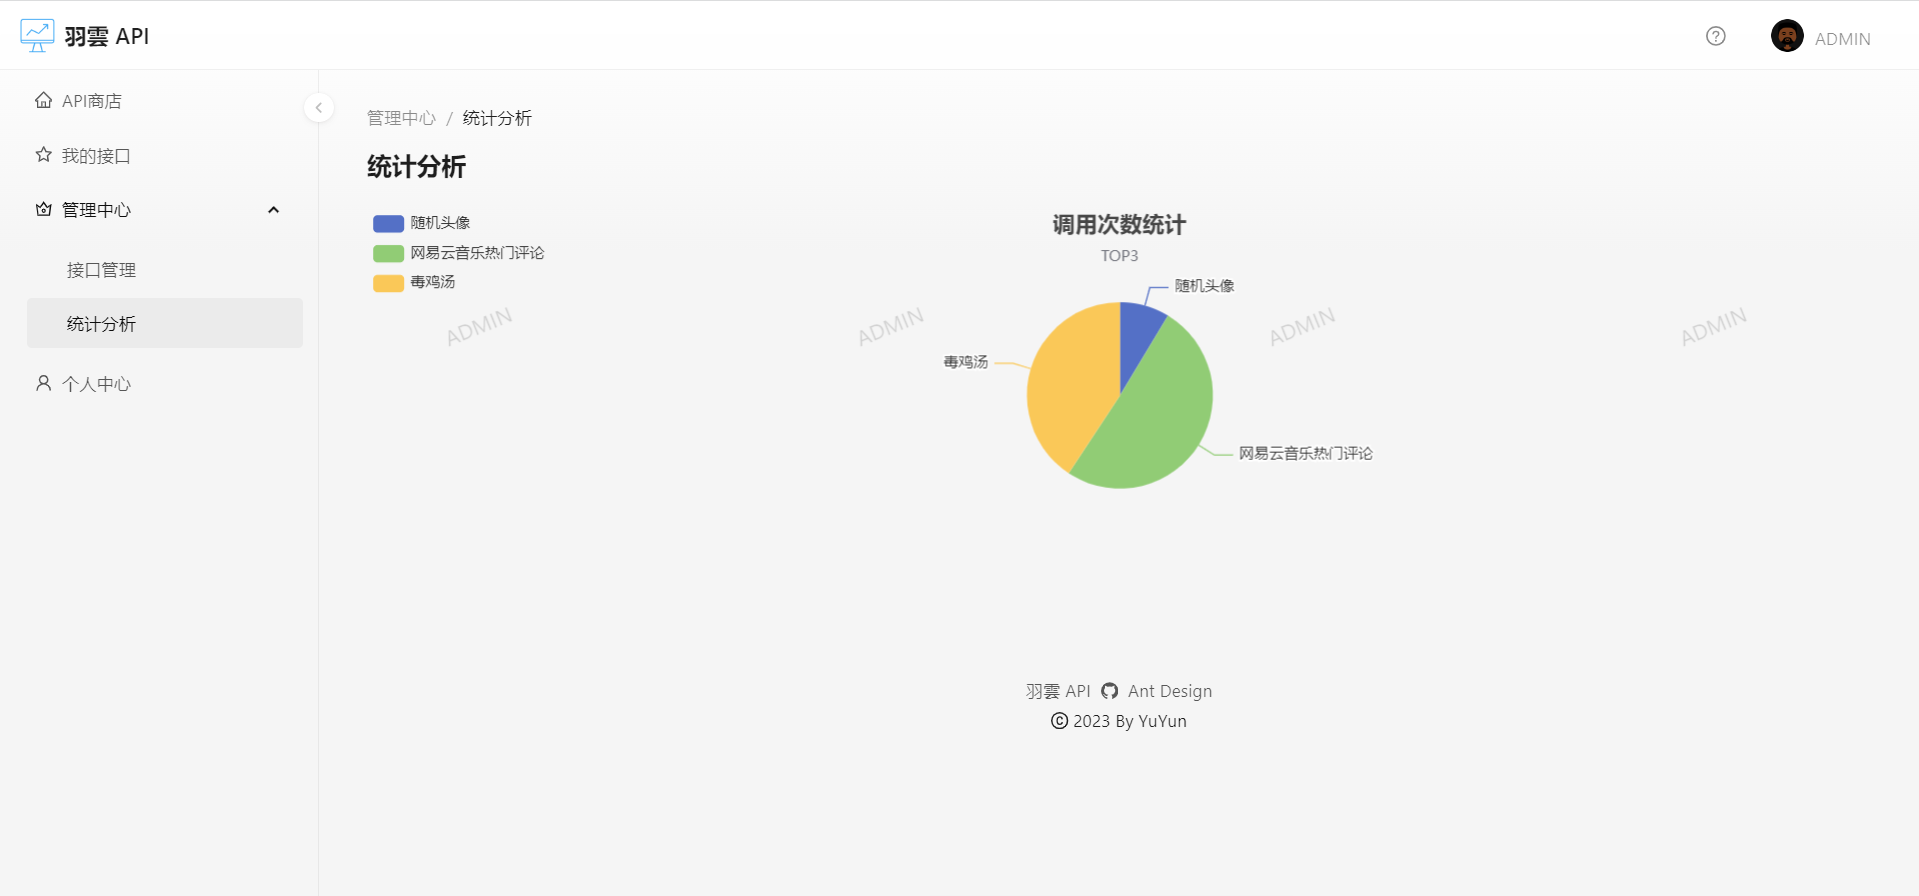 羽雲 API
ADMIN
API商店
我的接口
管理中心
接口管理
统计分析
个人中心
管理中心 / 统计分析
统计分析
随机头像
网易云音乐热门评论
毒鸡汤
调用次数统计
TOP3
随机头像
毒鸡汤
网易云音乐热门评论
ADMIN ADMIN ADMIN ADMIN
羽雲 API Ant Design
© 2023 By YuYun